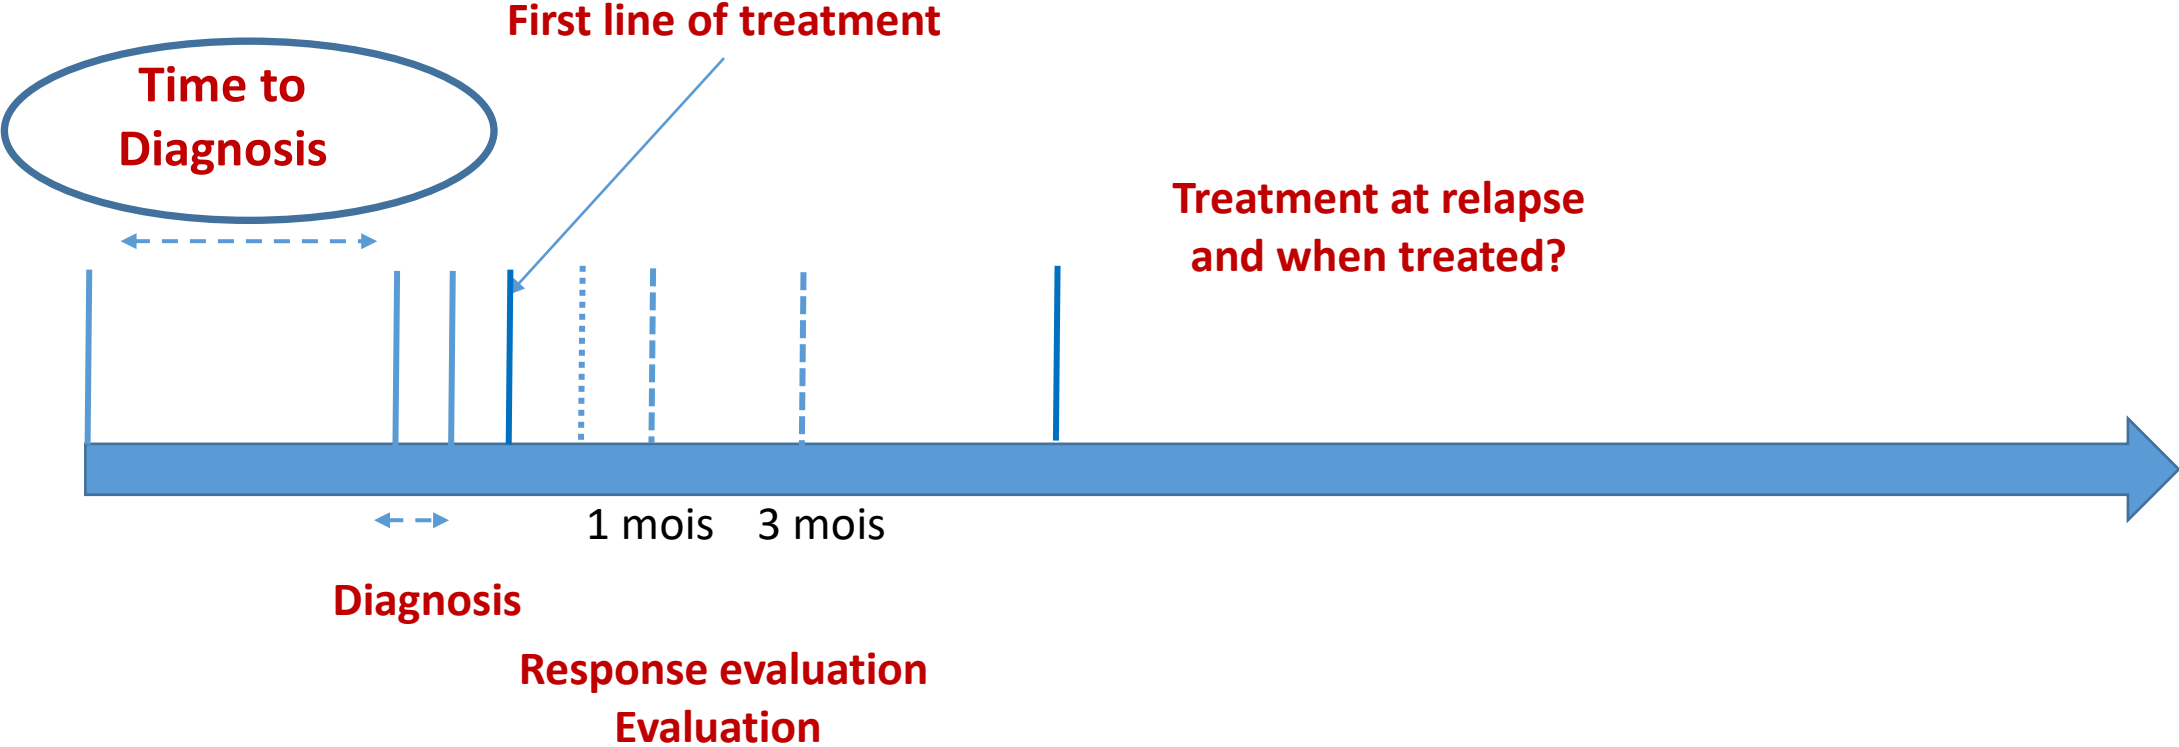 First line of treatment
Time to
Diagnosis
Treatment at relapse
and when treated?
1 mois
3 mois
Diagnosis
Response evaluation
Evaluation